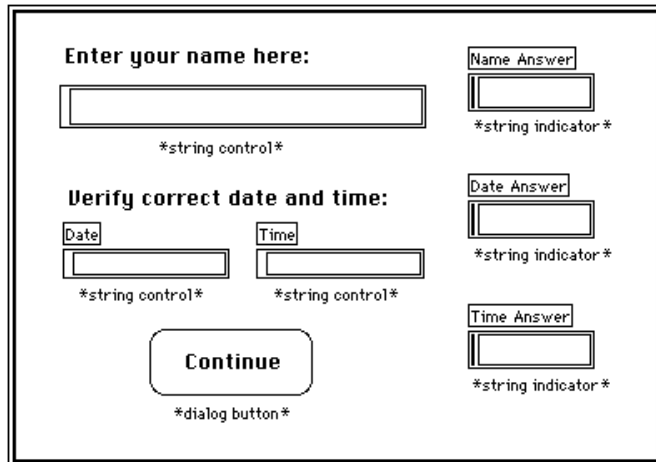 Enter your name here:
*string control*
Verify correct date and time:
Date
Time
*string control*
*string control*
Continue
*dialog button*
Name Answer
*string indicator*
Date Answer
*string indicator*
Time Answer
*string indicator*